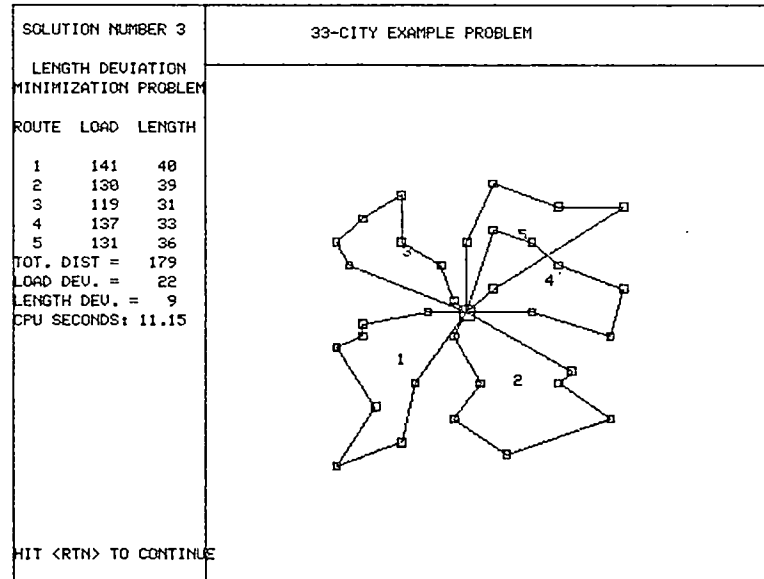 SOLUTION NUMBER 3
33-CITY EXAMPLE PROBLEM
LENGTH DEVIATION
MINIMIZATION PROBLEM
ROUTE LOAD LENGTH
1 141 40
2 130 39
3 119 31
4 137 33
5 131 36
TOT. DIST = 179
LOAD DEV. = 22
LENGTH DEV. = 9
CPU SECONDS: 11.15
3
5
4
1
2
HIT <RTN> TO CONTINUE